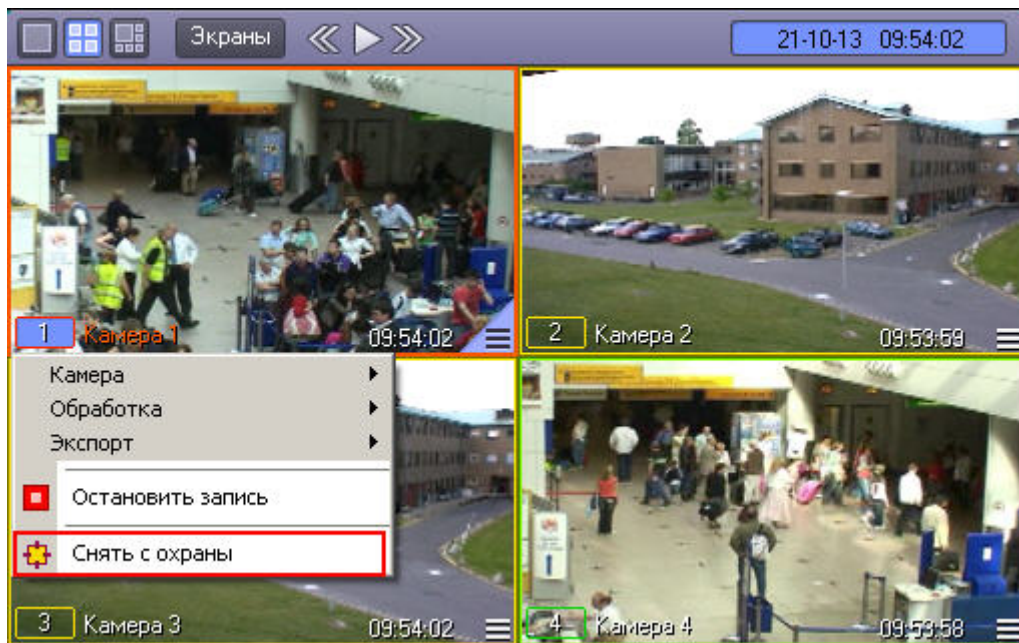 Экраны
21-10-13 09:54:02
1 Камера 1 09:54:02
2 Камера 2 09:53:59
Камера
Обработка
Экспорт
Остановить запись
Снять с охраны
3 Камера 3 09:54:02
4 Камера 4 09:53:58